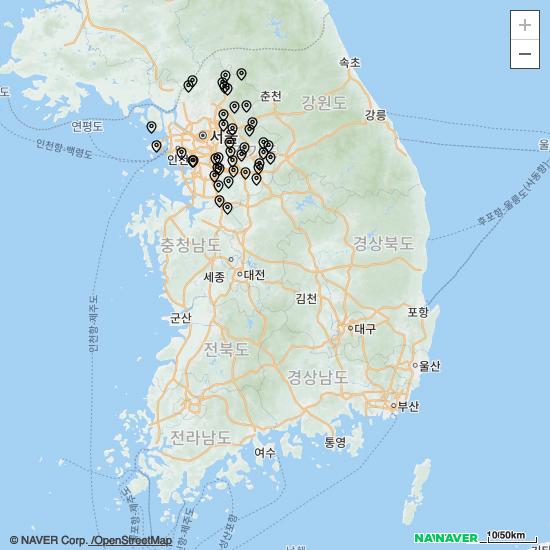 +
−
속초
춘천
강원도
연평도
강릉
서울
인천항-백령도
인천
울
후포항-울릉도(사동항)
충청남도
경상북도
세종
대전
인천항-제주도
김천
군산
포항
전북도
대구
울산
경상남도
부산
전라남도
통영
여수
© NAVER Corp. /OpenStreetMap
NAVER
10/50km